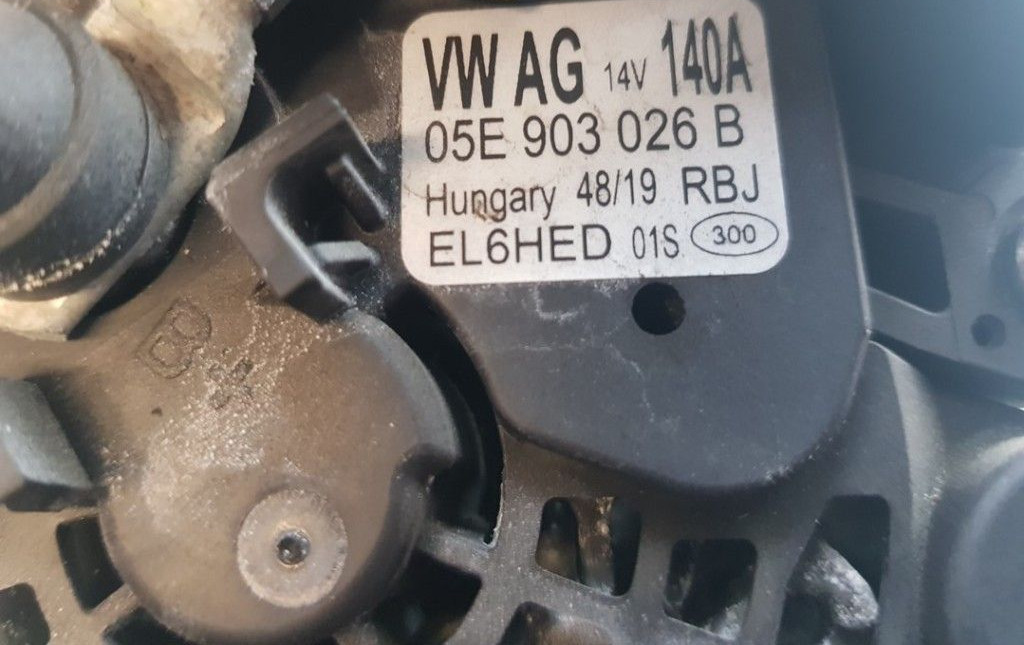 VW AG 14V 140A
05E 903 026 B
Hungary 48/19 RBJ
EL6HED 01S 300